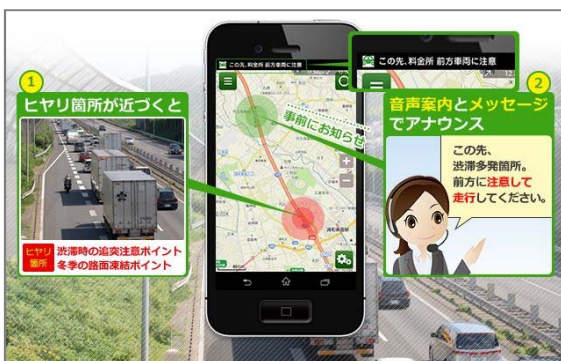 この先、料金所 前方車両に注意
この先、料金所 前方車両に注意
1
ヒヤリ箇所が近づくと
ヒヤリ
箇所
渋滞時の追突注意ポイント
冬季の路面凍結ポイント
事前にお知らせ
2
音声案内とメッセージ
でアナウンス
この先、
渋滞多発箇所。
前方に注意して
走行してください。